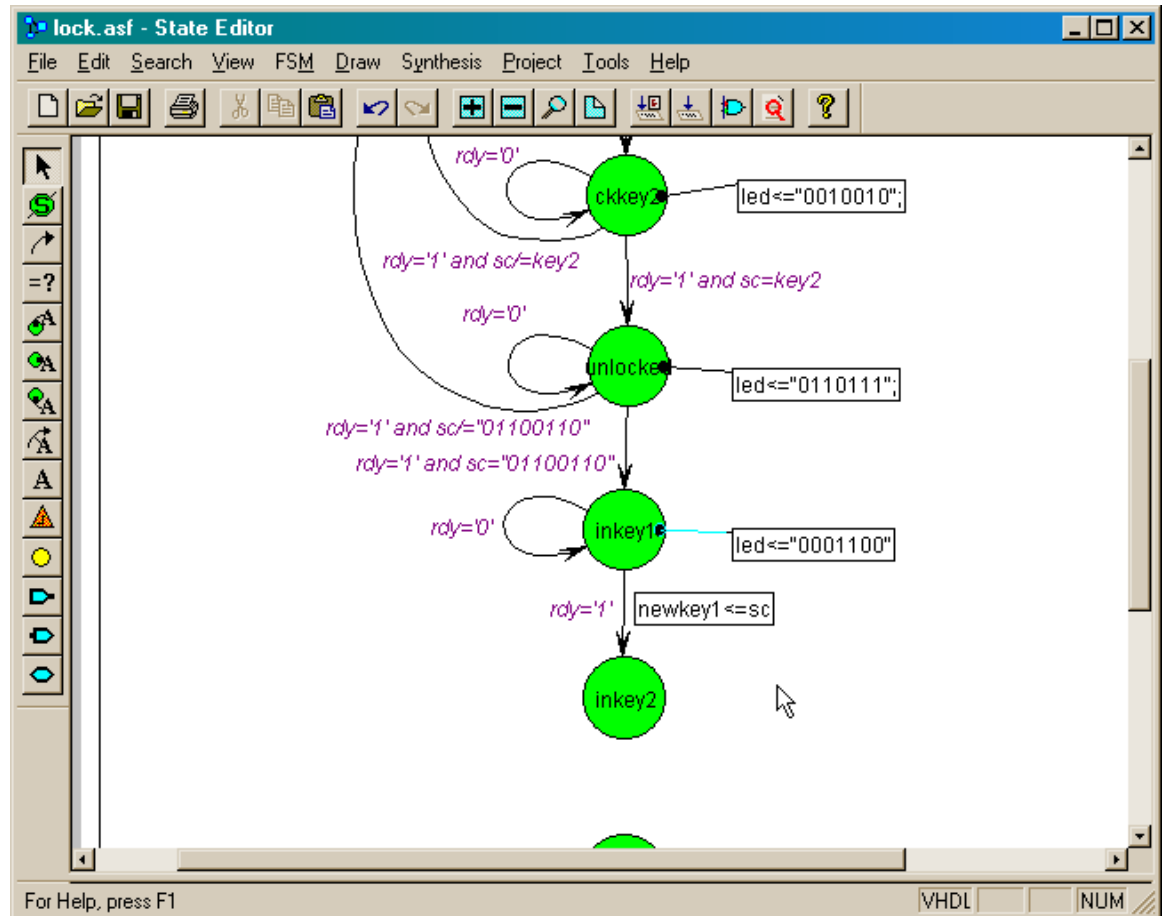 lock.asf - State Editor
File Edit Search View FSM Draw Synthesis Project Tools Help
rdy='0'
ckkey2
led<="0010010";
rdy='1' and sc/=key2
rdy='1' and sc=key2
rdy='0'
unlocked
led<="0110111";
rdy='1' and sc/="01100110"
rdy='1' and sc="01100110"
rdy='0'
inkey1
led<="0001100"
rdy='1'
newkey1<=sc
inkey2
=?
A
A
A
A
A
For Help, press F1
VHDL
NUM